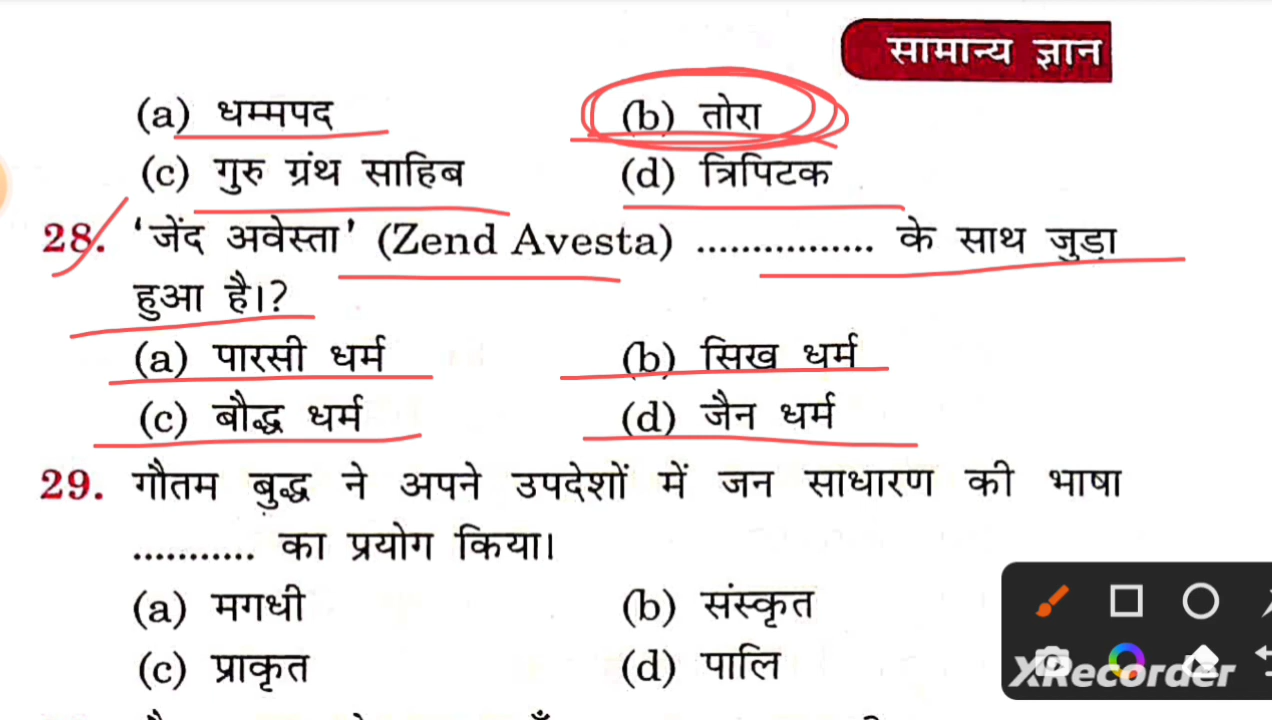 सामान्य ज्ञान
(a) धम्मपद (b) तोरा
(c) गुरु ग्रंथ साहिब (d) त्रिपिटक
28. ‘जेंद अवेस्ता’ (Zend Avesta) ................ के साथ जुड़ा
हुआ है।?
(a) पारसी धर्म (b) सिख धर्म
(c) बौद्ध धर्म (d) जैन धर्म
29. गौतम बुद्ध ने अपने उपदेशों में जन साधारण की भाषा
........... का प्रयोग किया।
(a) मगधी (b) संस्कृत
(c) प्राकृत (d) पालि
XRecorder